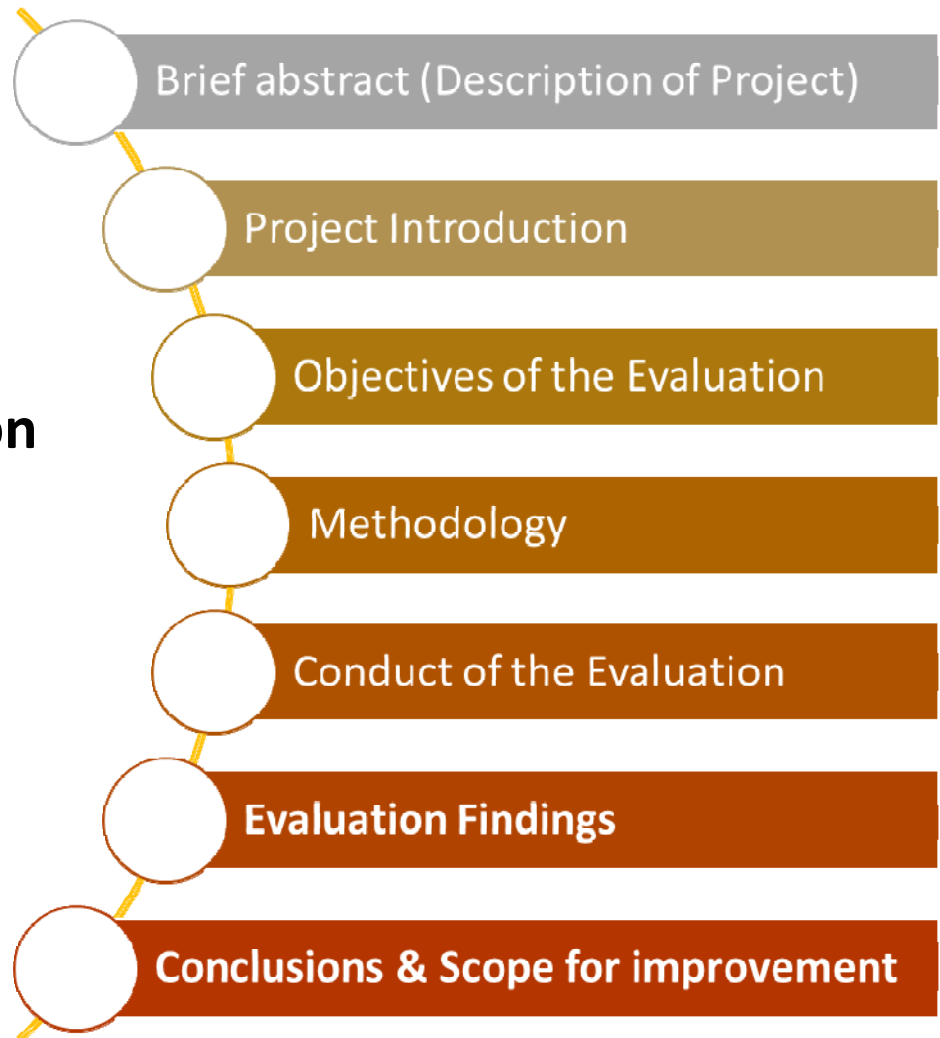 Brief abstract (Description of Project)
Project Introduction
Objectives of the Evaluation
on
Methodology
Conduct of the Evaluation
Evaluation Findings
Conclusions & Scope for improvement